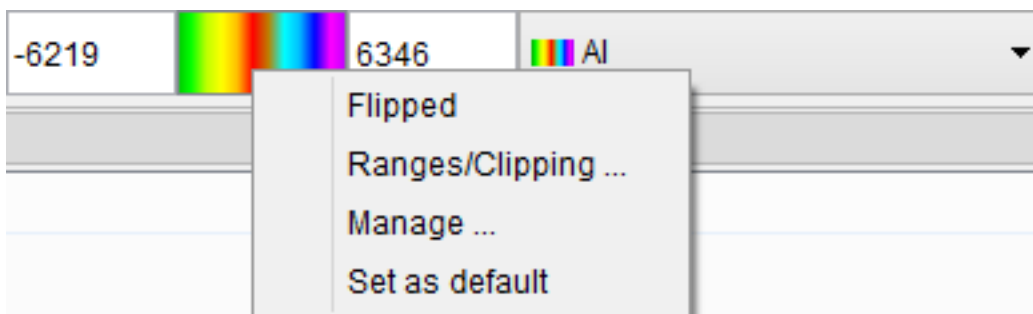 -6219 6346 AI
Flipped
Ranges/Clipping ...
Manage ...
Set as default